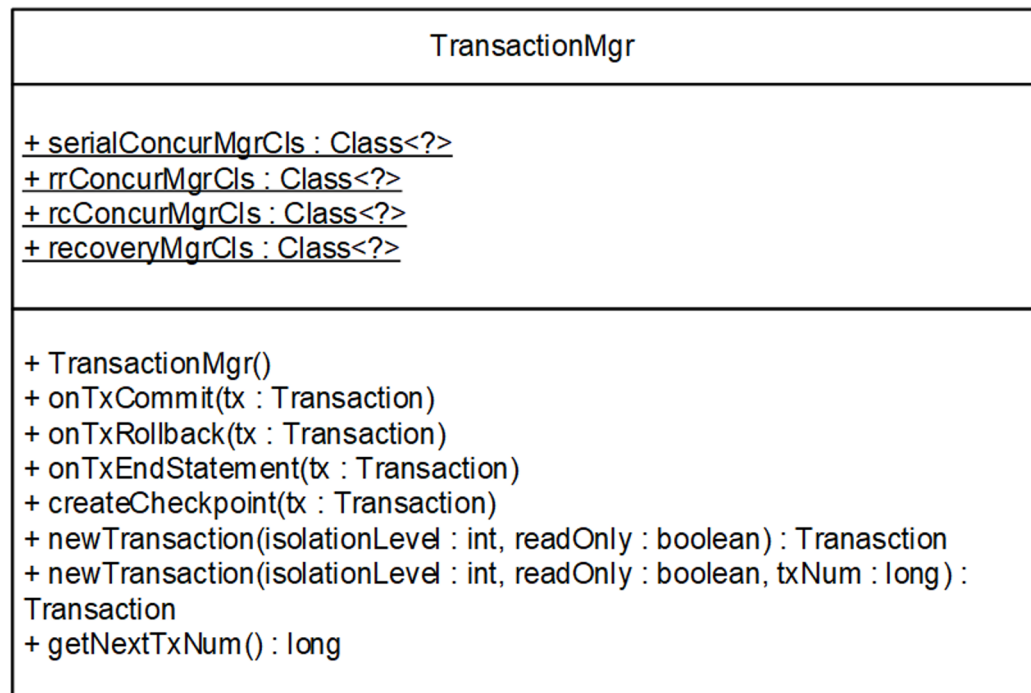 TransactionMgr
+ serialConcurMgrCls : Class<?>
+ rrConcurMgrCls : Class<?>
+ rcConcurMgrCls : Class<?>
+ recoveryMgrCls : Class<?>
+ TransactionMgr()
+ onTxCommit(tx : Transaction)
+ onTxRollback(tx : Transaction)
+ onTxEndStatement(tx : Transaction)
+ createCheckpoint(tx : Transaction)
+ newTransaction(isolationLevel : int, readOnly : boolean) : Tranasction
+ newTransaction(isolationLevel : int, readOnly : boolean, txNum : long) :
Transaction
+ getNextTxNum() : long